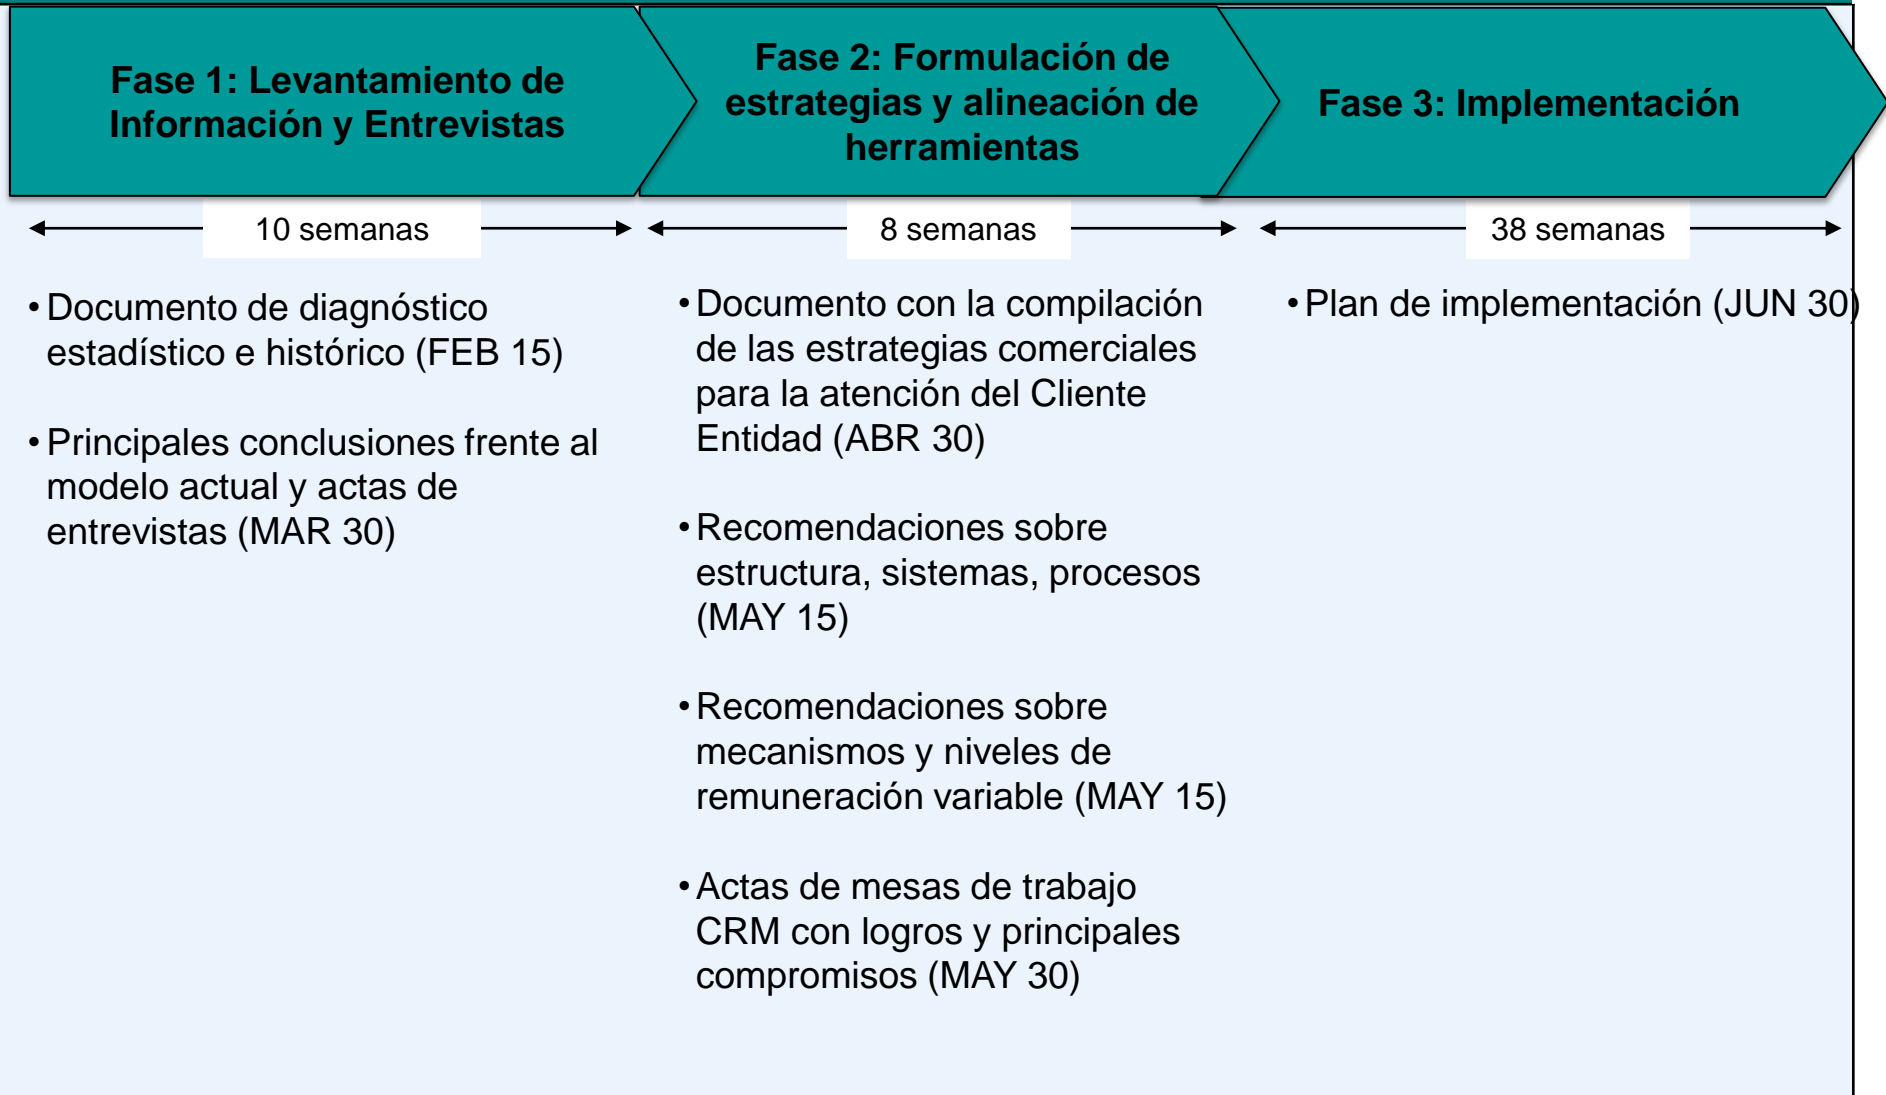 Fase 1: Levantamiento de
Información y Entrevistas
Fase 2: Formulación de
estrategias y alineación de
herramientas
Fase 3: Implementación
10 semanas
8 semanas
38 semanas
• Documento de diagnóstico
estadístico e histórico (FEB 15)
• Principales conclusiones frente al
modelo actual y actas de
entrevistas (MAR 30)
• Documento con la compilación
de las estrategias comerciales
para la atención del Cliente
Entidad (ABR 30)
• Recomendaciones sobre
estructura, sistemas, procesos
(MAY 15)
• Recomendaciones sobre
mecanismos y niveles de
remuneración variable (MAY 15)
• Actas de mesas de trabajo
CRM con logros y principales
compromisos (MAY 30)
• Plan de implementación (JUN 30)